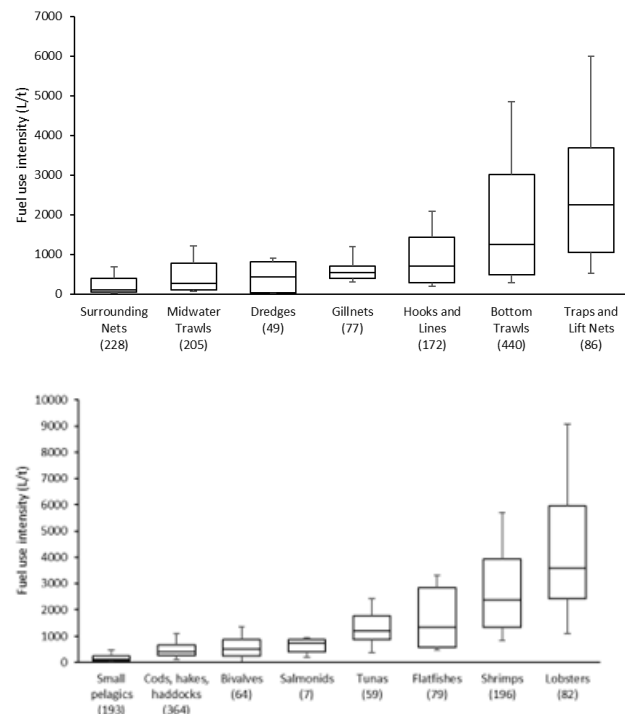 7000
6000
5000
4000
3000
2000
1000
0
Fuel use intensity (L/t)
Surrounding Nets (228)
Midwater Trawls (205)
Dredges (49)
Gillnets (77)
Hooks and Lines (172)
Bottom Trawls (440)
Traps and Lift Nets (86)
10000
9000
8000
7000
6000
5000
4000
3000
2000
1000
0
Fuel use intensity (L/t)
Small pelagics (193)
Cods, hakes, haddocks (364)
Bivalves (64)
Salmonids (7)
Tunas (59)
Flatfishes (79)
Shrimps (196)
Lobsters (82)